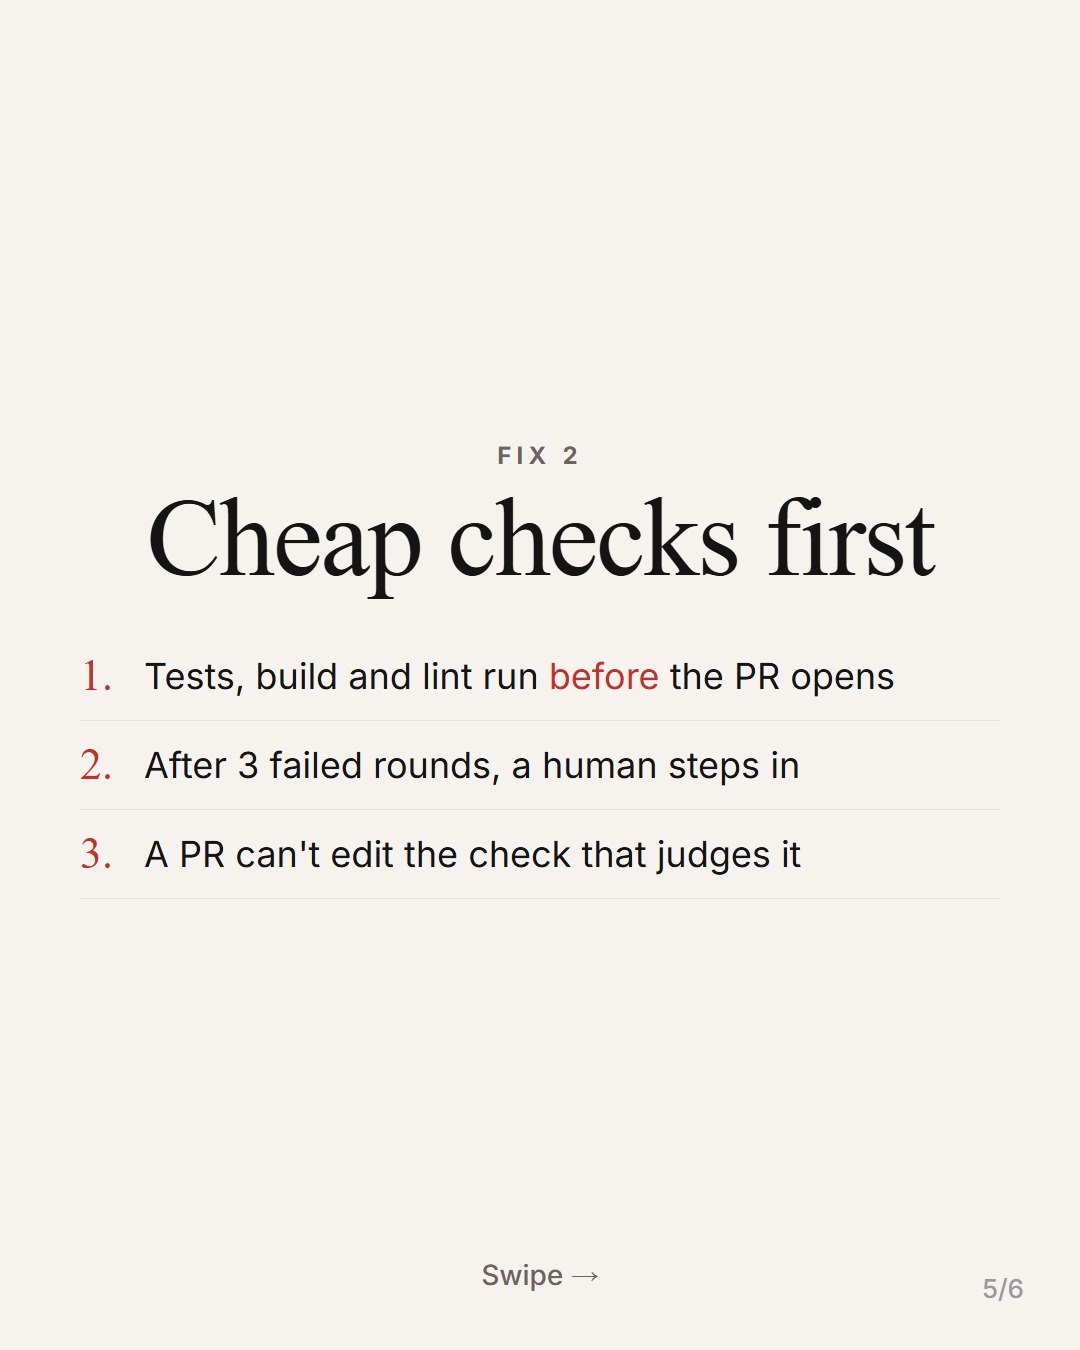 FIX 2
Cheap checks first
1. Tests, build and lint run before the PR opens
2. After 3 failed rounds, a human steps in
3. A PR can't edit the check that judges it
Swipe →
5/6